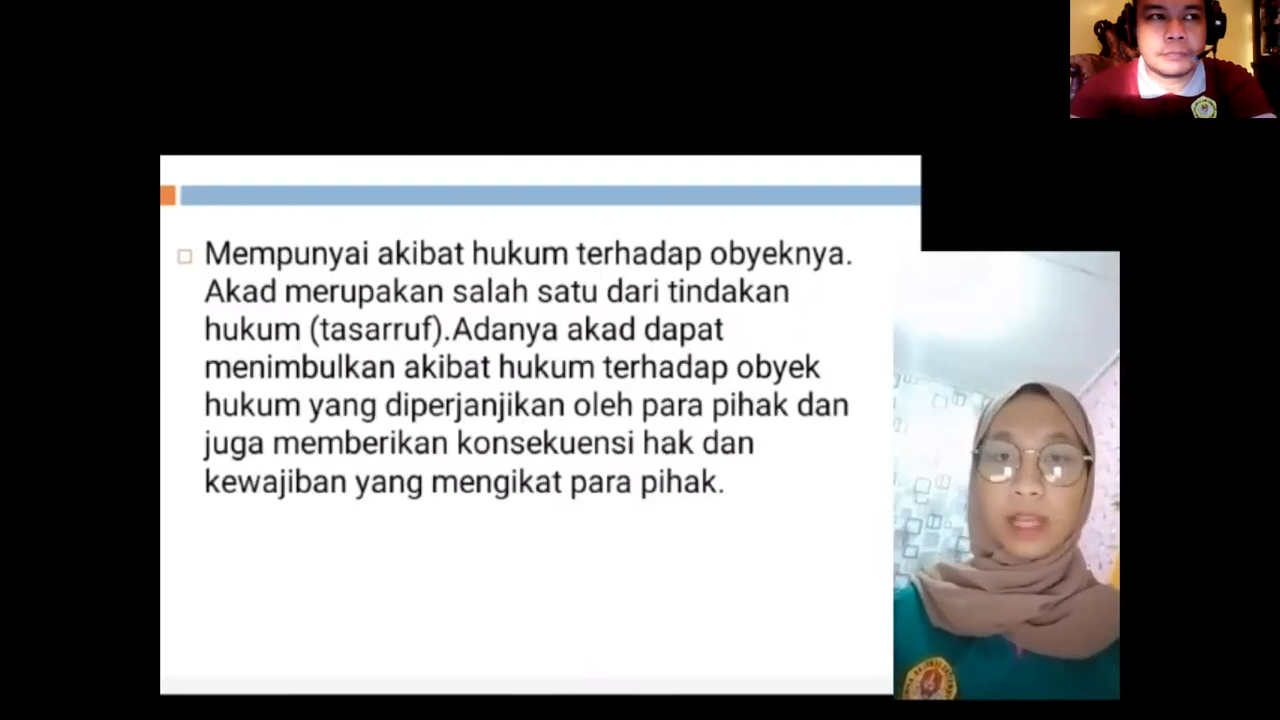 Mempunyai akibat hukum terhadap obyeknya.
Akad merupakan salah satu dari tindakan
hukum (tasarruf).Adanya akad dapat
menimbulkan akibat hukum terhadap obyek
hukum yang diperjanjikan oleh para pihak dan
juga memberikan konsekuensi hak dan
kewajiban yang mengikat para pihak.